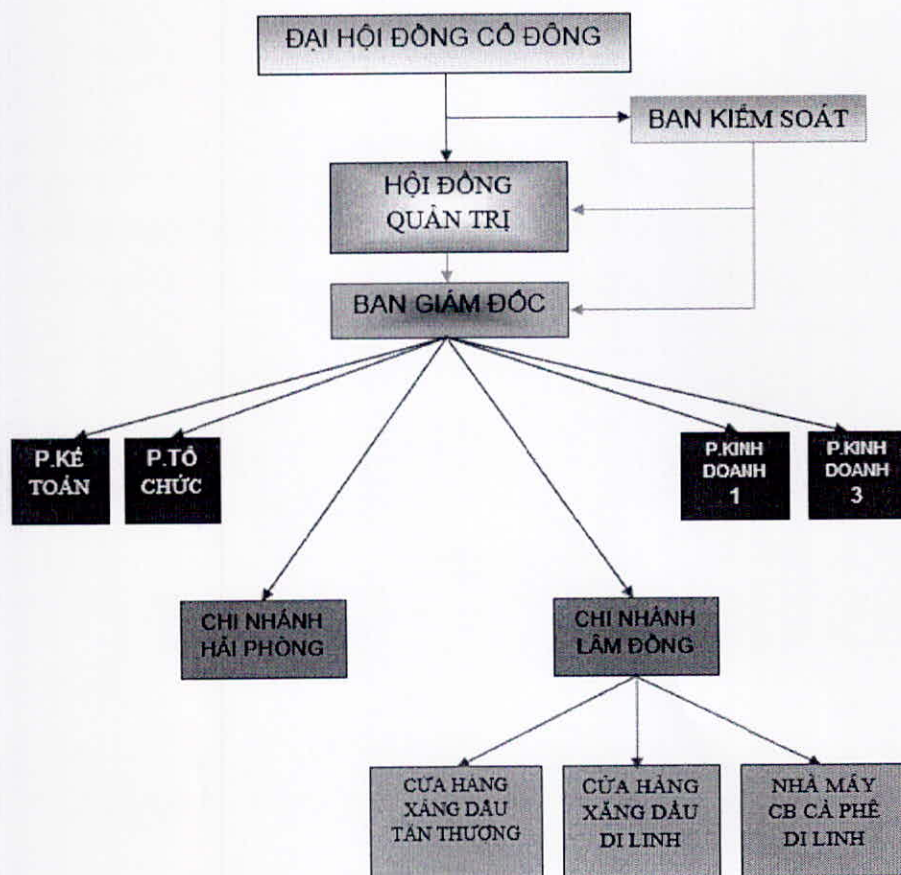 ĐẠI HỘI ĐỒNG CỔ ĐÔNG
BAN KIỂM SOÁT
HỘI ĐỒNG
QUẢN TRỊ
BAN GIÁM ĐỐC
P.KẾ
TOÁN
P.TỔ
CHỨC
P.KINH
DOANH
1
P.KINH
DOANH
3
CHI NHÁNH
HẢI PHÒNG
CHI NHÁNH
LÂM ĐỒNG
CỬA HÀNG
XĂNG DẦU
TÂN THƯỢNG
CỬA HÀNG
XĂNG DẦU
DI LINH
NHÀ MÁY
CB CÀ PHÊ
DI LINH